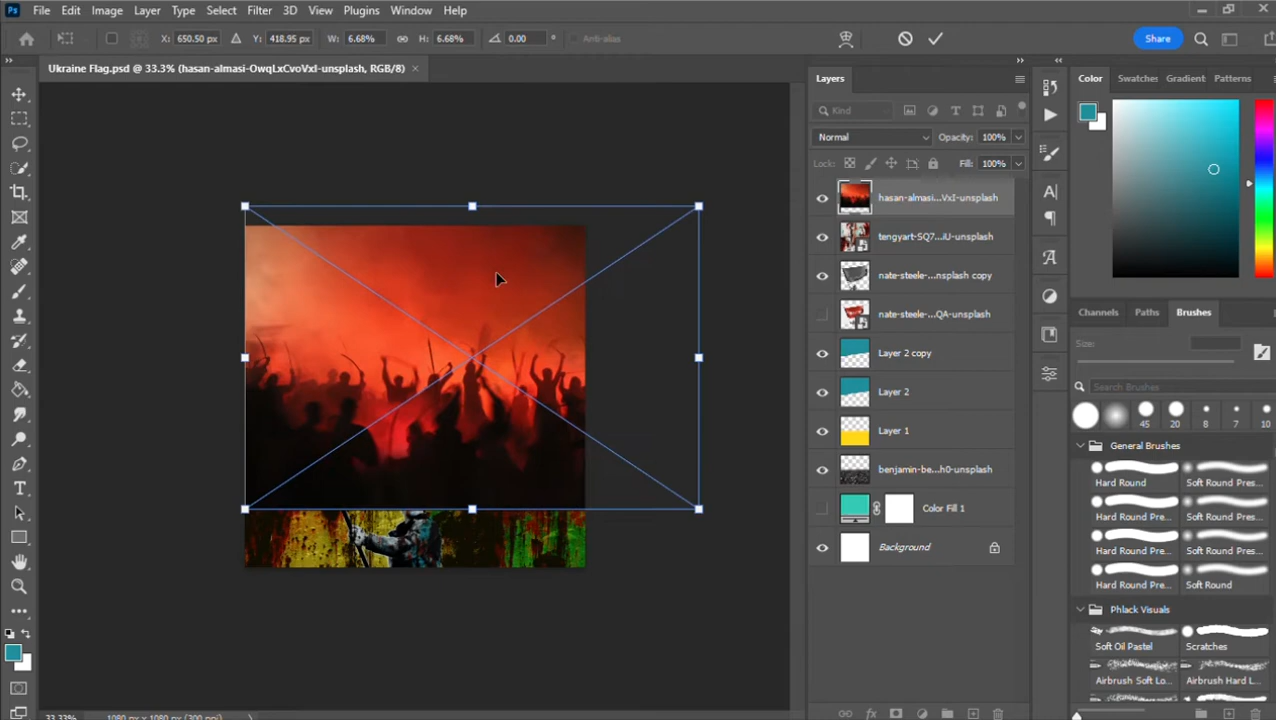 Ps File Edit Image Layer Type Select Filter 3D View Plugins Window Help
X: 650.50 px Y: 418.95 px W: 6.68% H: 6.68% 0.00 ° Anti-alias Share
Ukraine Flag.psd @ 33.3% (hasan-almasi-OwqLxCvoVxI-unsplash, RGB/8) ×
Layers
Kind
Normal Opacity: 100%
Lock: Fill: 100%
hasan-almasi...VxI-unsplash
tengyart-SQ7...iU-unsplash
nate-steele-...nsplash copy
nate-steele-...QA-unsplash
Layer 2 copy
Layer 2
Layer 1
benjamin-be...h0-unsplash
Color Fill 1
Background
fx
Color Swatches Gradient Patterns
Channels Paths Brushes
Size:
Search Brushes
45 20 8 7 10
General Brushes
Hard Round Soft Round Pres...
Hard Round Pre... Soft Round Pres...
Hard Round Pre... Soft Round Pre...
Hard Round Pre... Soft Round
Phlack Visuals
Soft Oil Pastel Scratches
Airbrush Soft Lo... Airbrush Hard L...
33.33% 1080 px x 1080 px (300 ppi)